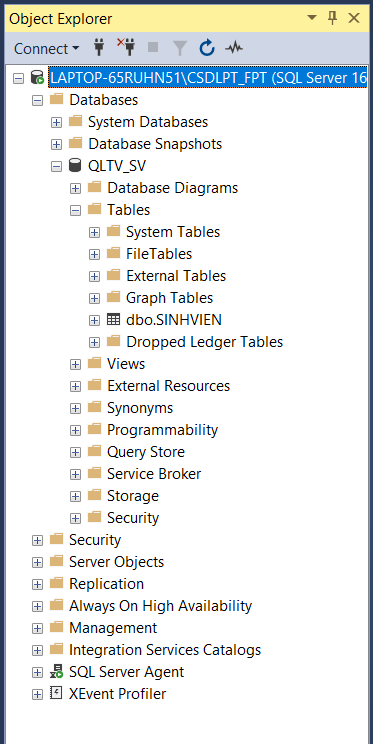 Object Explorer
Connect
LAPTOP-65RUHN51\CSDLPT_FPT (SQL Server 16
Databases
System Databases
Database Snapshots
QLTV_SV
Database Diagrams
Tables
System Tables
FileTables
External Tables
Graph Tables
dbo.SINHVIEN
Dropped Ledger Tables
Views
External Resources
Synonyms
Programmability
Query Store
Service Broker
Storage
Security
Security
Server Objects
Replication
Always On High Availability
Management
Integration Services Catalogs
SQL Server Agent
XEvent Profiler